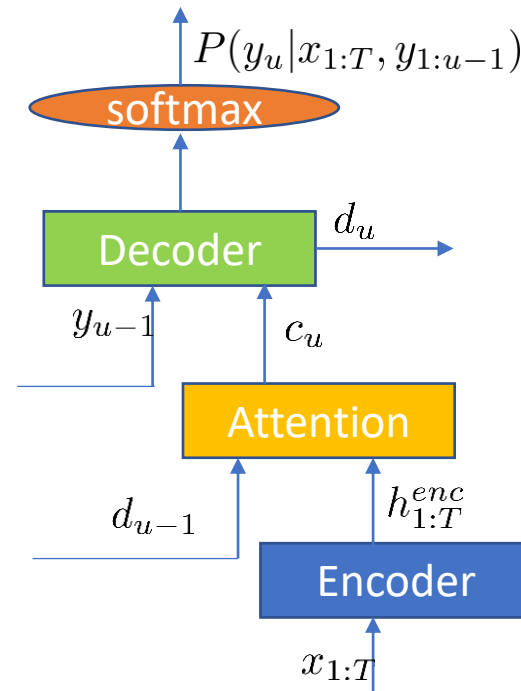 P(y_u|x_{1:T}, y_{1:u-1})
softmax
d_u
Decoder
y_{u-1}
c_u
Attention
d_{u-1}
h_{1:T}^{enc}
Encoder
x_{1:T}